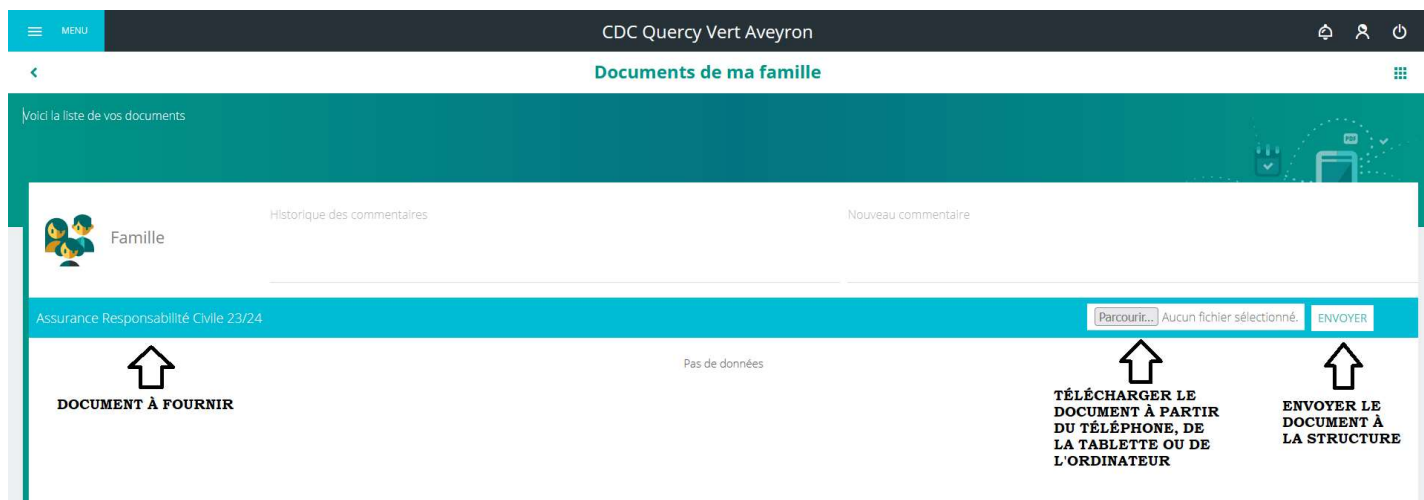 MENU
CDC Quercy Vert Aveyron
Documents de ma famille
Voici la liste de vos documents
PDF
Famille
Historique des commentaires
Nouveau commentaire
Assurance Responsabilité Civile 23/24
Parcourir... Aucun fichier sélectionné.
ENVOYER
Pas de données
DOCUMENT À FOURNIR
TÉLÉCHARGER LE
DOCUMENT À PARTIR
DU TÉLÉPHONE, DE
LA TABLETTE OU DE
L'ORDINATEUR
ENVOYER LE
DOCUMENT À
LA STRUCTURE